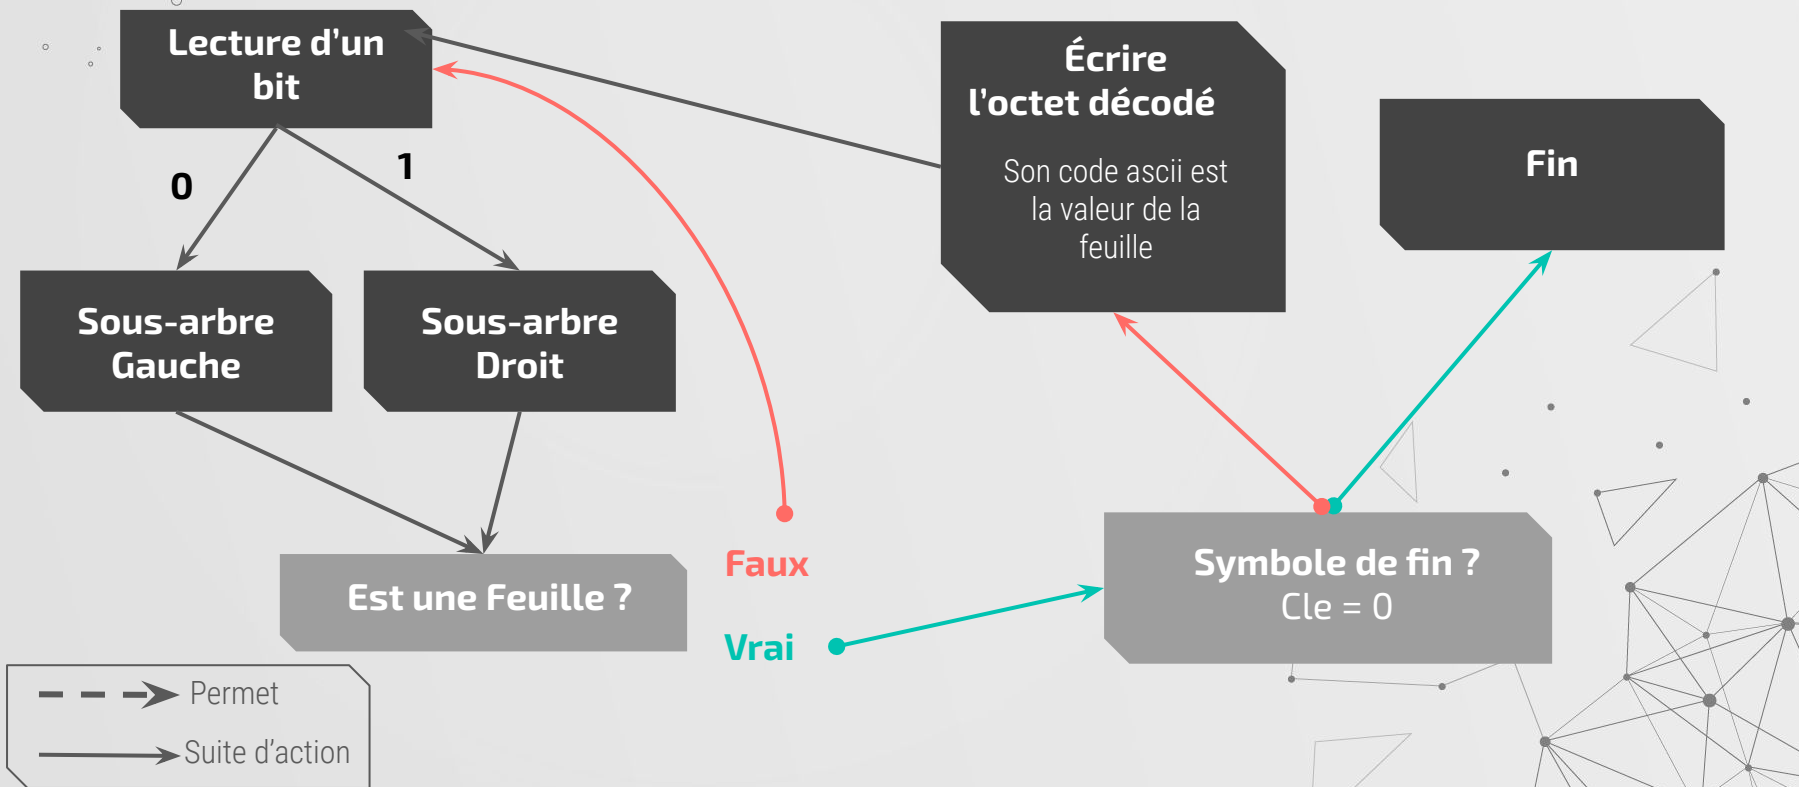 Lecture d’un
bit
0
1
Sous-arbre
Gauche
Sous-arbre
Droit
Est une Feuille ?
Faux
Vrai
Écrire
l’octet décodé
Son code ascii est
la valeur de la
feuille
Fin
Symbole de fin ?
Cle = 0
Permet
Suite d’action